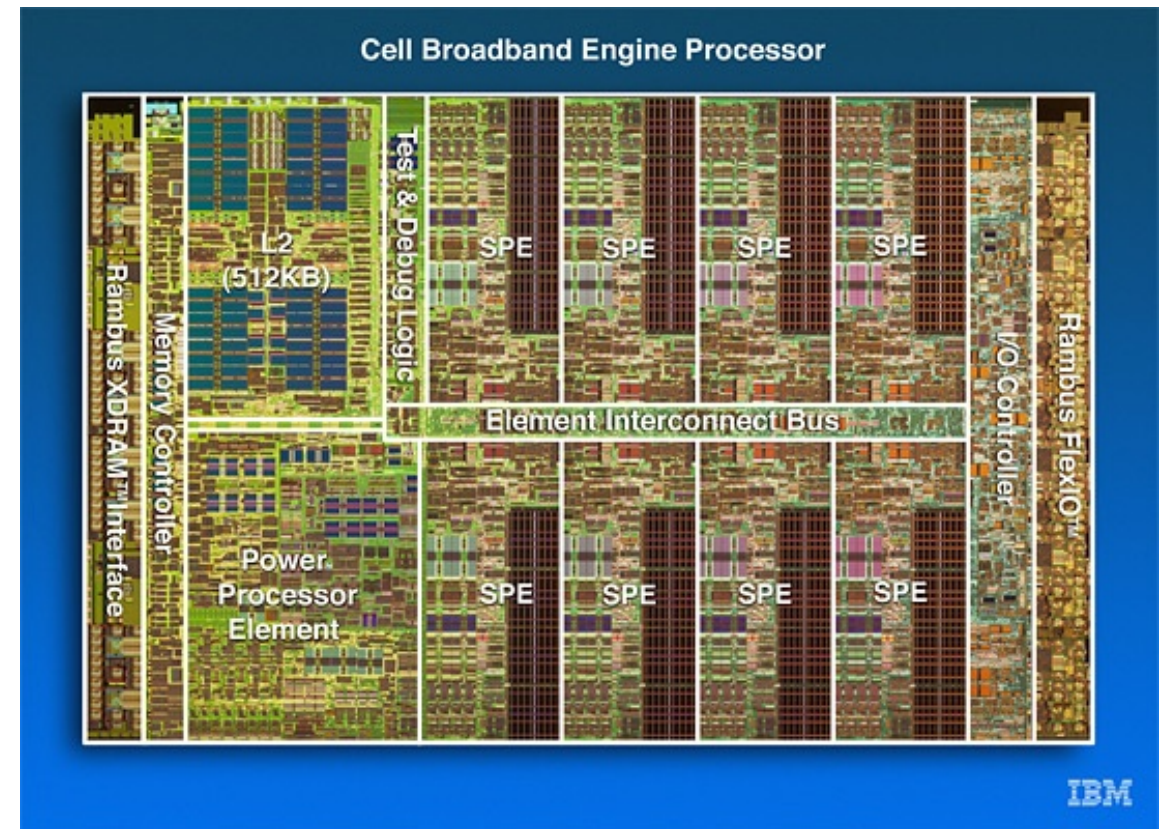 Cell Broadband Engine Processor
Rambus XDRAM™ Interface
Memory Controller
L2
(512KB)
Test & Debug Logic
SPE
SPE
SPE
SPE
I/O Controller
Rambus FlexIO™
Element Interconnect Bus
Power
Processor
Element
SPE
SPE
SPE
SPE
IBM